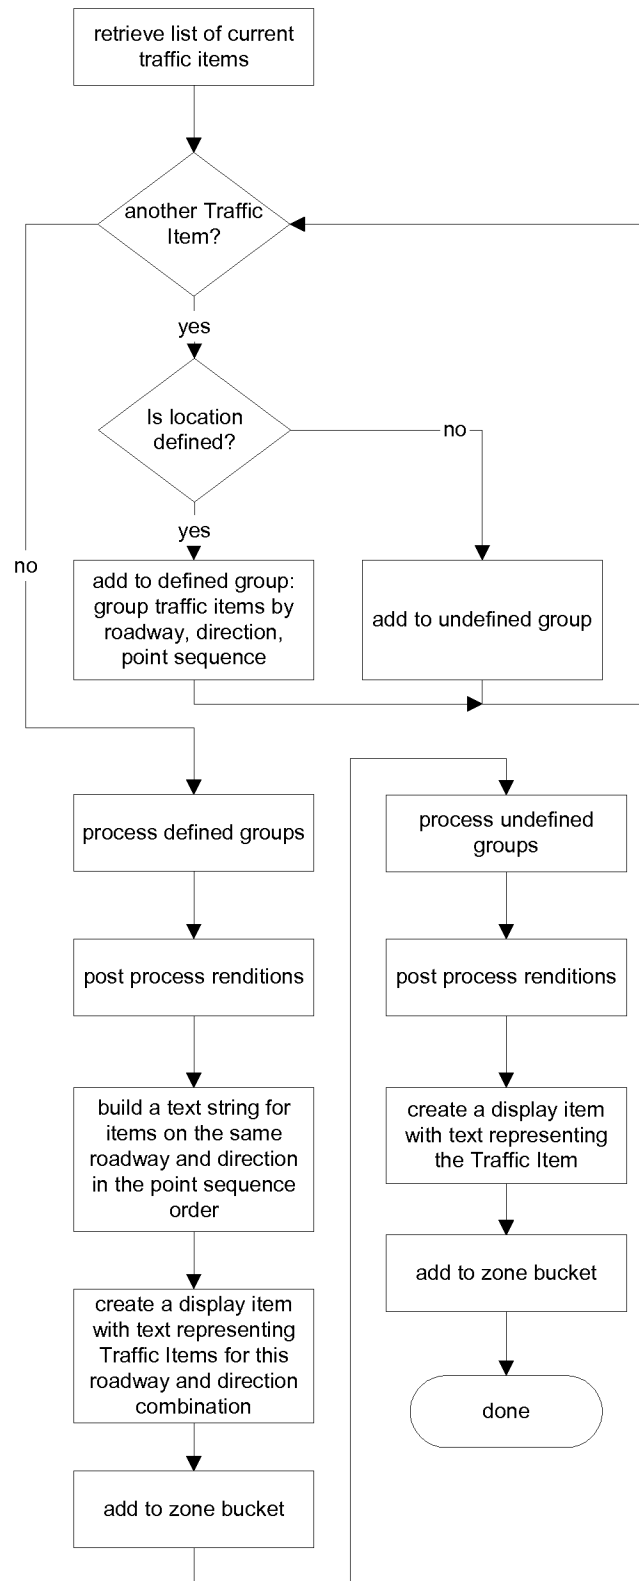 retrieve list of current
traffic items
another Traffic
Item?
yes
Is location
defined?
no
yes
no
add to defined group:
group traffic items by
roadway, direction,
point sequence
add to undefined group
process defined groups
process undefined
groups
post process renditions
post process renditions
build a text string for
items on the same
roadway and direction
in the point sequence
order
create a display item
with text representing
the Traffic Item
add to zone bucket
create a display item
with text representing
Traffic Items for this
roadway and direction
combination
done
add to zone bucket